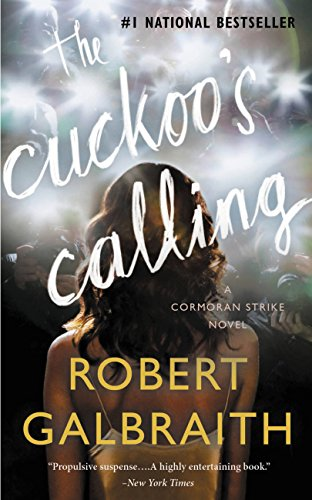 #1 NATIONAL BESTSELLER
the
cuckoo's
calling
A
CORMORAN STRIKE
NOVEL
ROBERT
GALBRAITH
“Propulsive suspense….A highly entertaining book.”
–New York Times